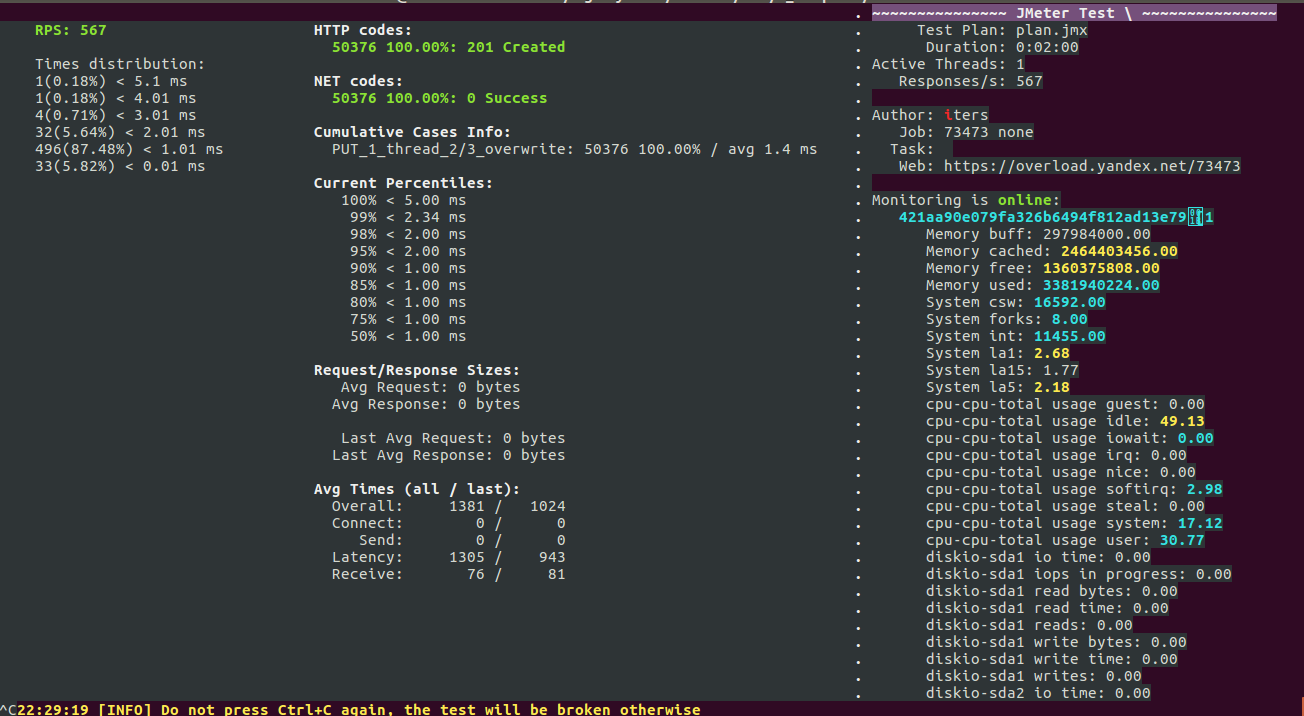 RPS: 567
Times distribution:
1(0.18%) < 5.1 ms
1(0.18%) < 4.01 ms
4(0.71%) < 3.01 ms
32(5.64%) < 2.01 ms
496(87.48%) < 1.01 ms
33(5.82%) < 0.01 ms
HTTP codes:
50376 100.00%: 201 Created
NET codes:
50376 100.00%: 0 Success
Cumulative Cases Info:
PUT_1_thread_2/3_overwrite: 50376 100.00% / avg 1.4 ms
Current Percentiles:
100% < 5.00 ms
99% < 2.34 ms
98% < 2.00 ms
95% < 2.00 ms
90% < 1.00 ms
85% < 1.00 ms
80% < 1.00 ms
75% < 1.00 ms
50% < 1.00 ms
Request/Response Sizes:
Avg Request: 0 bytes
Avg Response: 0 bytes
Last Avg Request: 0 bytes
Last Avg Response: 0 bytes
Avg Times (all / last):
Overall: 1381 / 1024
Connect: 0 / 0
Send: 0 / 0
Latency: 1305 / 943
Receive: 76 / 81
~~~~~~~~~~~~~~~ JMeter Test \ ~~~~~~~~~~~~~~~
Test Plan: plan.jmx
Duration: 0:02:00
Active Threads: 1
Responses/s: 567
Author: iters
Job: 73473 none
Task:
Web: https://overload.yandex.net/73473
Monitoring is online:
Memory buff: 297984000.00
Memory cached: 2464403456.00
Memory free: 1360375808.00
Memory used: 3381940224.00
System csw: 16592.00
System forks: 8.00
System int: 11455.00
System la1: 2.68
System la15: 1.77
System la5: 2.18
cpu-cpu-total usage guest: 0.00
cpu-cpu-total usage idle: 49.13
cpu-cpu-total usage iowait: 0.00
cpu-cpu-total usage irq: 0.00
cpu-cpu-total usage nice: 0.00
cpu-cpu-total usage softirq: 2.98
cpu-cpu-total usage steal: 0.00
cpu-cpu-total usage system: 17.12
cpu-cpu-total usage user: 30.77
diskio-sda1 io time: 0.00
diskio-sda1 iops in progress: 0.00
diskio-sda1 read bytes: 0.00
diskio-sda1 read time: 0.00
diskio-sda1 reads: 0.00
diskio-sda1 write bytes: 0.00
diskio-sda1 write time: 0.00
diskio-sda1 writes: 0.00
diskio-sda2 io time: 0.00
^C22:29:19 [INFO] Do not press Ctrl+C again, the test will be broken otherwise